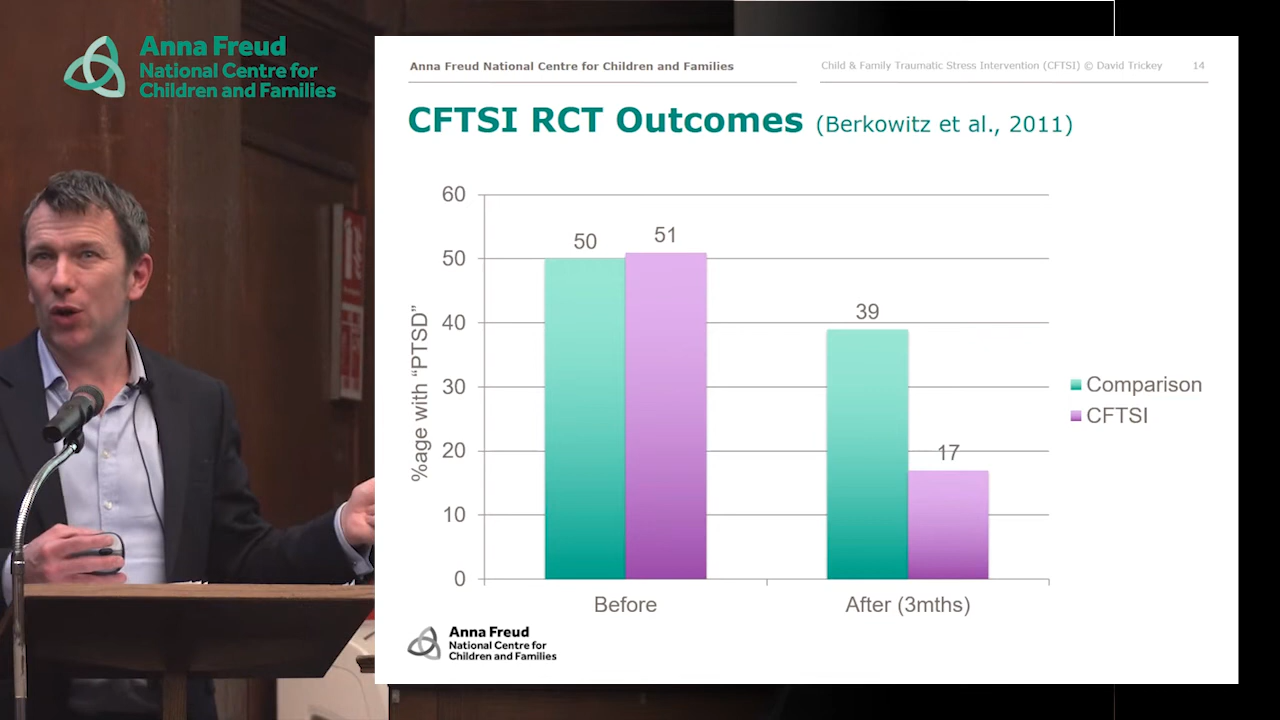 Anna Freud
National Centre for
Children and Families
Anna Freud National Centre for Children and Families
Child & Family Traumatic Stress Intervention (CFTSI) © David Trickey 14
CFTSI RCT Outcomes (Berkowitz et al., 2011)
%age with “PTSD”
60
50
40
30
20
10
0
50
51
39
17
Before
After (3mths)
Comparison
CFTSI
Anna Freud
National Centre for
Children and Families